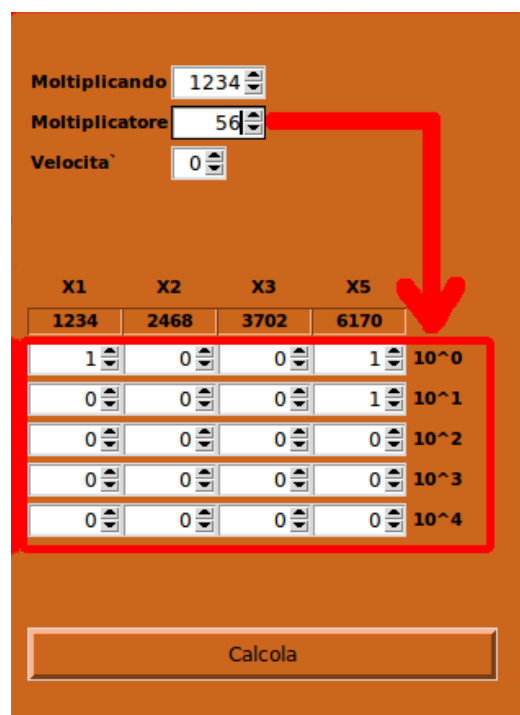 Moltiplicando 1234
Moltiplicatore 56
Velocita` 0
X1 X2 X3 X5
1234 2468 3702 6170
1 0 0 1 10^0
0 0 0 1 10^1
0 0 0 0 10^2
0 0 0 0 10^3
0 0 0 0 10^4
Calcola